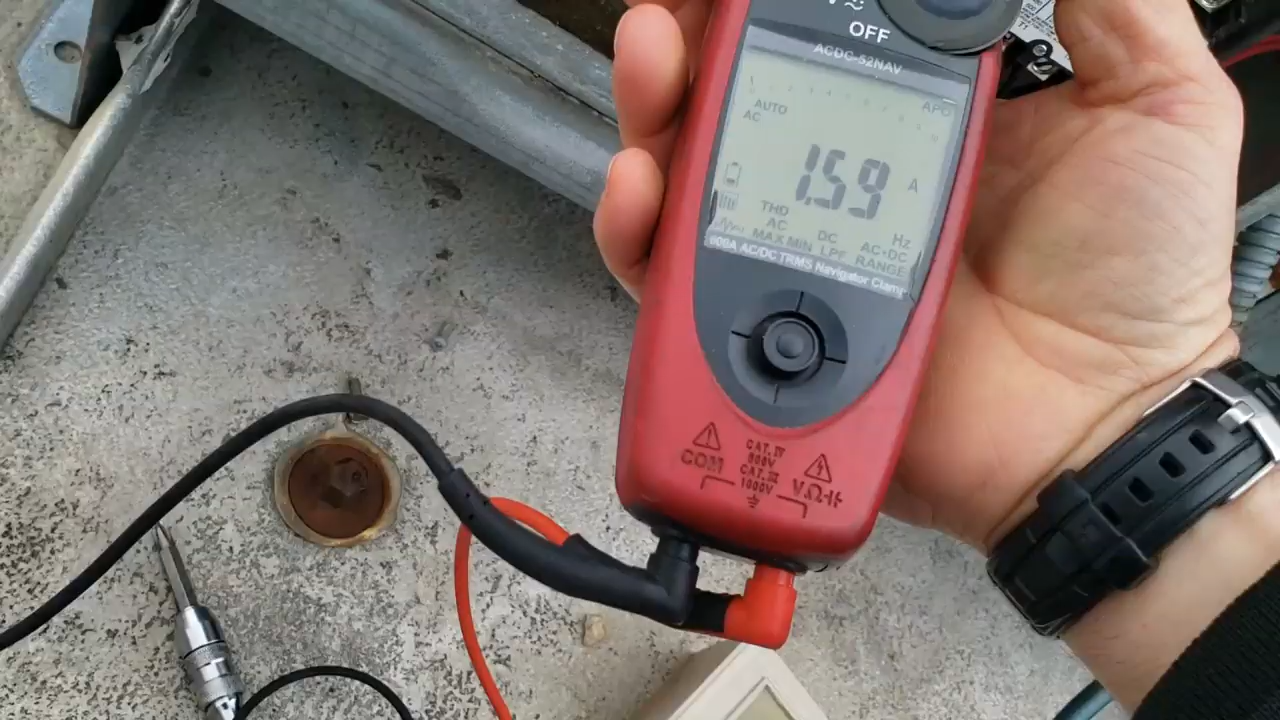 V
OFF
ACDC-52NAV
AUTO
APO
AC
1.59 A
THD
AC DC AC+DC Hz
MAX MIN LPF RANGE
600A AC/DC TRMS Navigator Clamp
COM
CAT. IV
600V
CAT. III
1000V
VΩ
T1